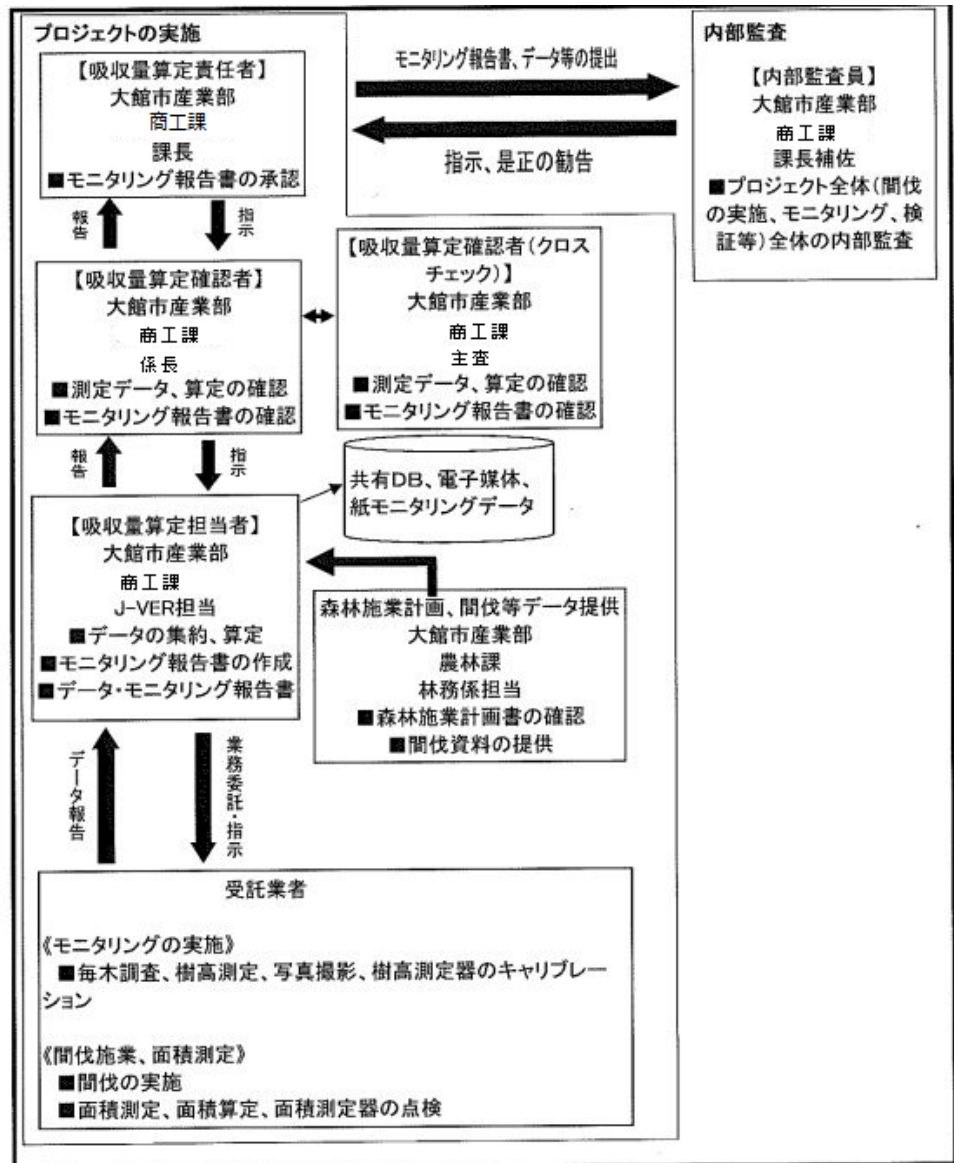 プロジェクトの実施
【吸収量算定責任者】
大館市産業部
商工課
課長
■モニタリング報告書の承認
モニタリング報告書、データ等の提出
指示、是正の勧告
内部監査
【内部監査員】
大館市産業部
商工課
課長補佐
■プロジェクト全体(間伐
の実施、モニタリング、検
証等)全体の内部監査
報告
指示
【吸収量算定確認者】
大館市産業部
商工課
係長
■測定データ、算定の確認
■モニタリング報告書の確認
【吸収量算定確認者(クロス
チェック)】
大館市産業部
商工課
主査
■測定データ、算定の確認
■モニタリング報告書の確認
報告
指示
共有DB、電子媒体、
紙モニタリングデータ
【吸収量算定担当者】
大館市産業部
商工課
J-VER担当
■データの集約、算定
■モニタリング報告書の作成
■データ・モニタリング報告書
森林施業計画、間伐等データ提供
大館市産業部
農林課
林務係担当
■森林施業計画書の確認
■間伐資料の提供
データ報告
業務委託・指示
受託業者
《モニタリングの実施》
■毎木調査、樹高測定、写真撮影、樹高測定器のキャリブレー
ション
《間伐施業、面積測定》
■間伐の実施
■面積測定、面積算定、面積測定器の点検